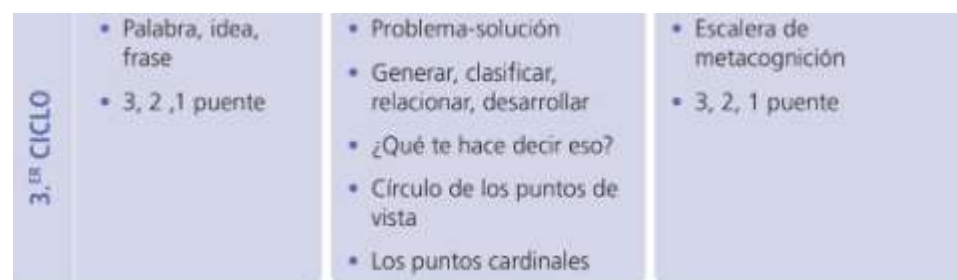 3.ER CICLO
• Palabra, idea,
frase
• 3, 2 ,1 puente
• Problema-solución
• Generar, clasificar,
relacionar, desarrollar
• ¿Qué te hace decir eso?
• Círculo de los puntos de
vista
• Los puntos cardinales
• Escalera de
metacognición
• 3, 2, 1 puente